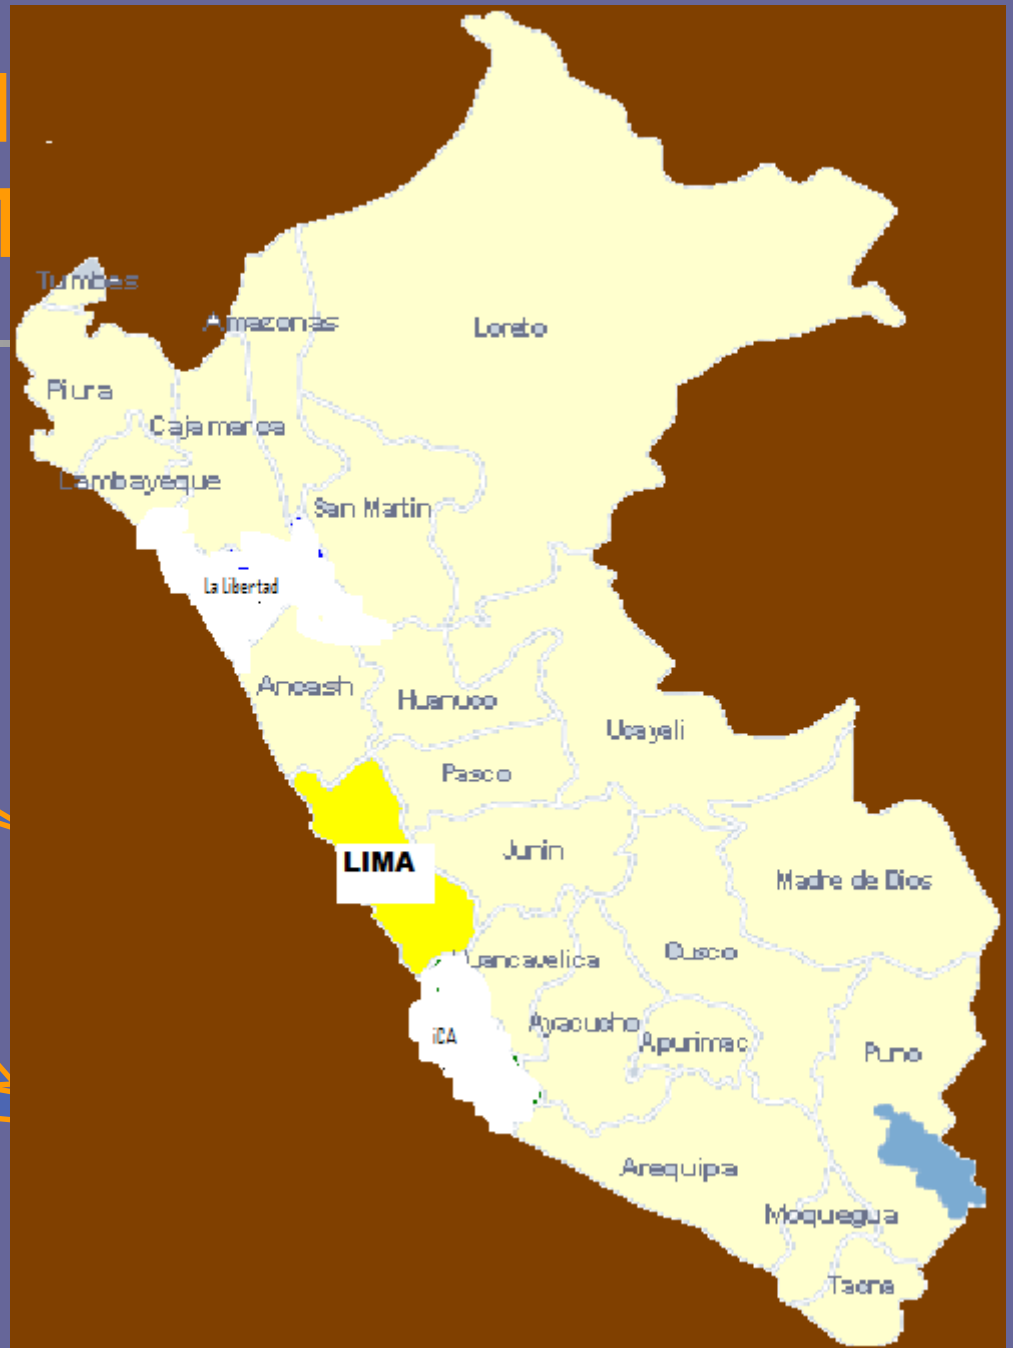 Tumbes
Amazonas
Loreto
Piura
Cajamarca
Lambayeque
San Martin
La Libertad
Ancash
Huanuco
Ucayali
Pasco
Junin
LIMA
Madre de Dios
Cusco
Huancavelica
Ayacucho
Apurimac
iCA
Puno
Arequipa
Moquegua
Tacna